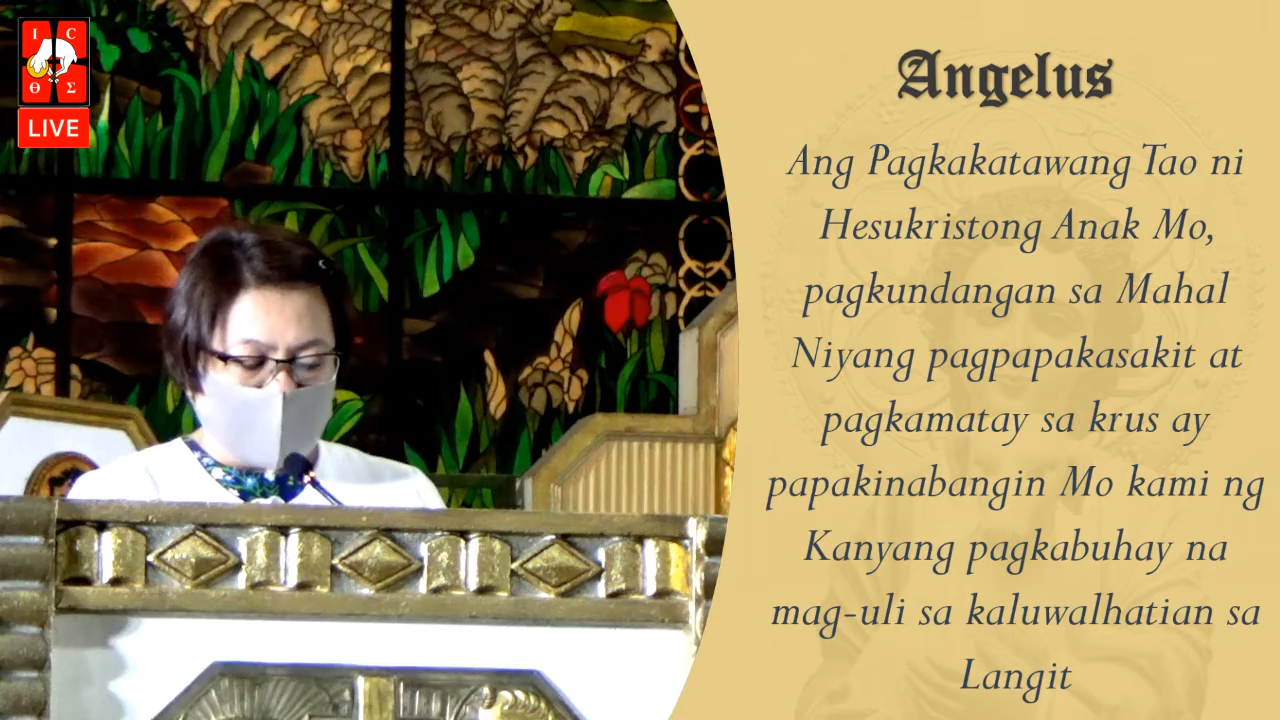 I C
Θ Σ
LIVE
Angelus
Ang Pagkakatawang Tao ni
Hesukristong Anak Mo,
pagkundangan sa Mahal
Niyang pagpapakasakit at
pagkamatay sa krus ay
papakinabangin Mo kami ng
Kanyang pagkabuhay na
mag-uli sa kaluwalhatian sa
Langit